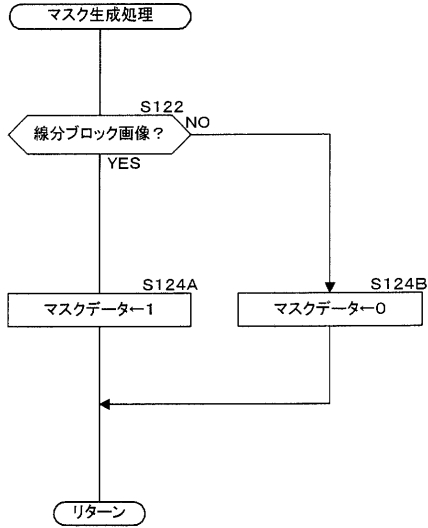 マスク生成処理
S122
線分ブロック画像？
NO
YES
S124A
マスクデータ←1
S124B
マスクデータ←0
リターン